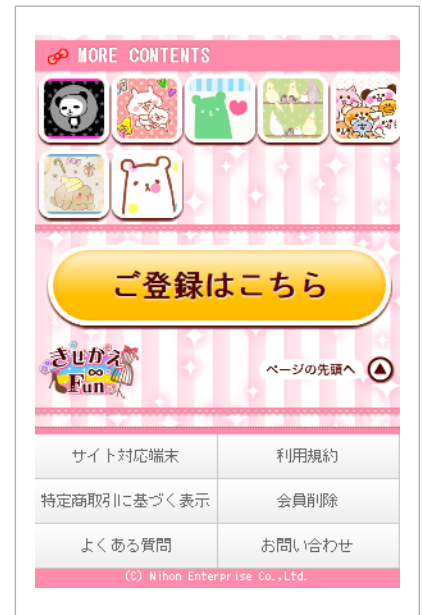 MORE CONTENTS
ご登録はこちら
きせかえ
∞
Fun
ページの先頭へ
サイト対応端末
利用規約
特定商取引に基づく表示
会員削除
よくある質問
お問い合わせ
(C) Nihon Enterprise Co.,Ltd.